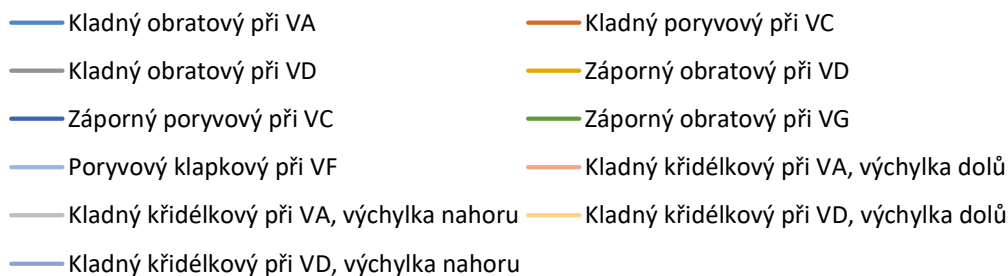 Kladný obratový při VA
Kladný poryvový při VC
Kladný obratový při VD
Záporný obratový při VD
Záporný poryvový při VC
Záporný obratový při VG
Poryvový klapkový při VF
Kladný křidélkový při VA, výchylka dolů
Kladný křidélkový při VA, výchylka nahoru
Kladný křidélkový při VD, výchylka dolů
Kladný křidélkový při VD, výchylka nahoru